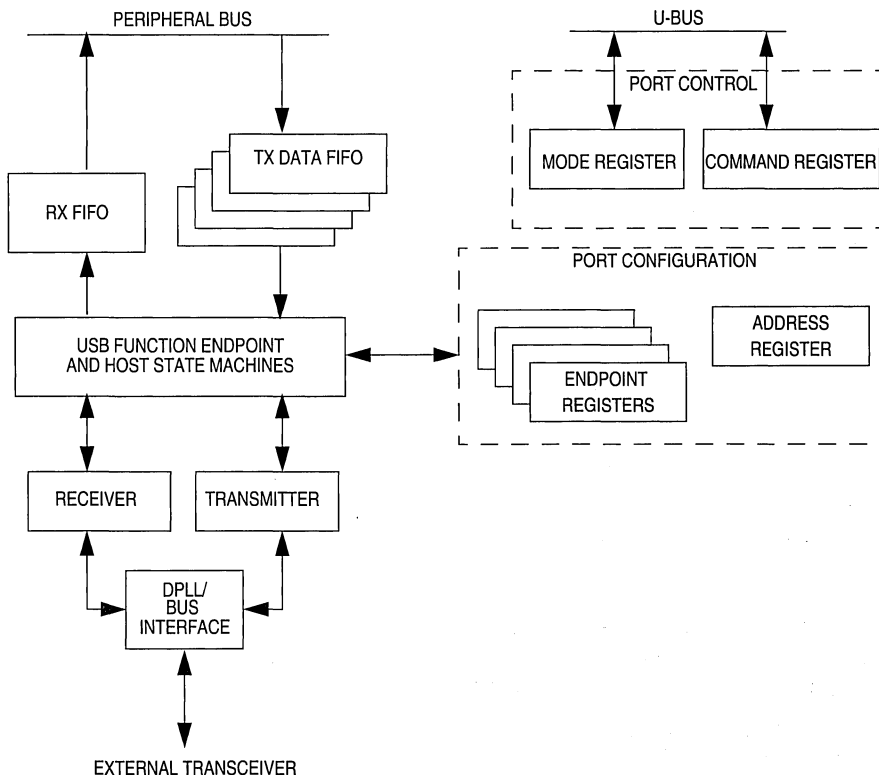 PERIPHERAL BUS
U-BUS
PORT CONTROL
TX DATA FIFO
MODE REGISTER
COMMAND REGISTER
RX FIFO
PORT CONFIGURATION
USB FUNCTION ENDPOINT
AND HOST STATE MACHINES
ADDRESS
REGISTER
ENDPOINT
REGISTERS
RECEIVER
TRANSMITTER
DPLL/
BUS
INTERFACE
EXTERNAL TRANSCEIVER